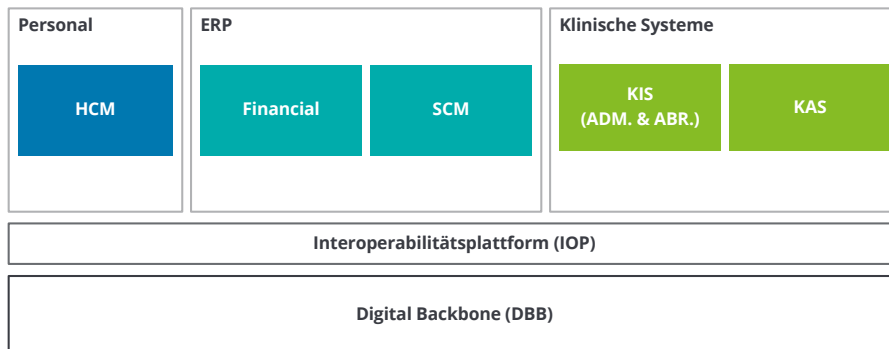 Personal
ERP
Klinische Systeme
HCM
Financial
SCM
KIS
(ADM. & ABR.)
KAS
Interoperabilitätsplattform (IOP)
Digital Backbone (DBB)